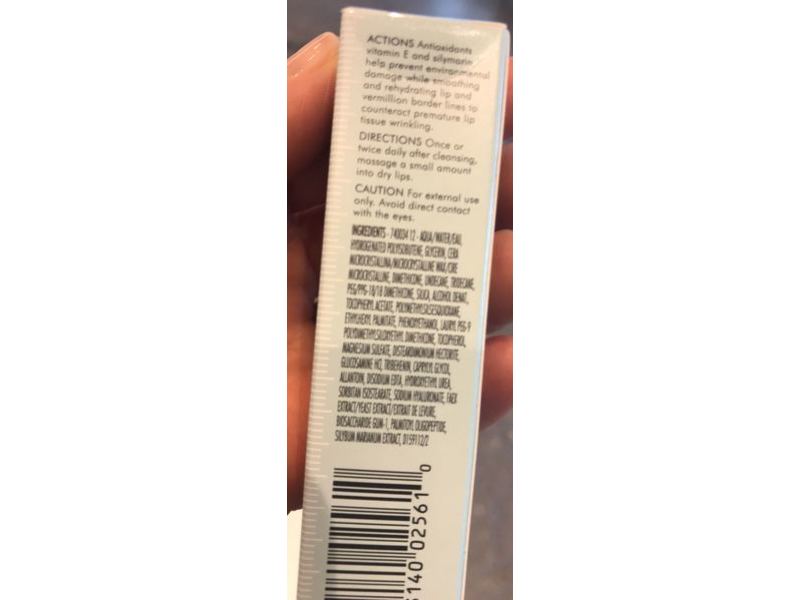 ACTIONS Antioxidants
vitamin E and silymarin
help prevent environmental
damage while smoothing
and rehydrating lip and
vermillion border lines to
counteract premature lip
tissue wrinkling.
DIRECTIONS Once or
twice daily after cleansing,
massage a small amount
into dry lips.
CAUTION For external use
only. Avoid direct contact
with the eyes.
INGREDIENTS - 740034 12 - AQUA/WATER/EAU,
HYDROGENATED POLYISOBUTENE, GLYCERIN, CERA
MICROCRISTALLINA/MICROCRYSTALLINE WAX/CIRE
MICROCRISTALLINE, DIMETHICONE, UNDECANE, TRIDECANE,
PEG/PPG-18/18 DIMETHICONE, SILICA, ALCOHOL DENAT.,
TOCOPHERYL ACETATE, POLYMETHYLSILSESQUIOXANE,
ETHYLHEXYL PALMITATE, PHENOXYETHANOL, LAURYL PEG-9
POLYDIMETHYLSILOXYETHYL DIMETHICONE, TOCOPHEROL,
MAGNESIUM SULFATE, DISTEARDIMONIUM HECTORITE,
GLUCOSAMINE HCl, TRIBEHENIN, CAPRYLYL GLYCOL,
ALLANTOIN, DISODIUM EDTA, HYDROXYETHYL UREA,
SORBITAN ISOSTEARATE, SODIUM HYALURONATE, FAEX
EXTRACT/YEAST EXTRACT/EXTRAIT DE LEVURE,
BIOSACCHARIDE GUM-1, PALMITOYL OLIGOPEPTIDE,
SILYBUM MARIANUM EXTRACT, D159112/2
140 02561 0